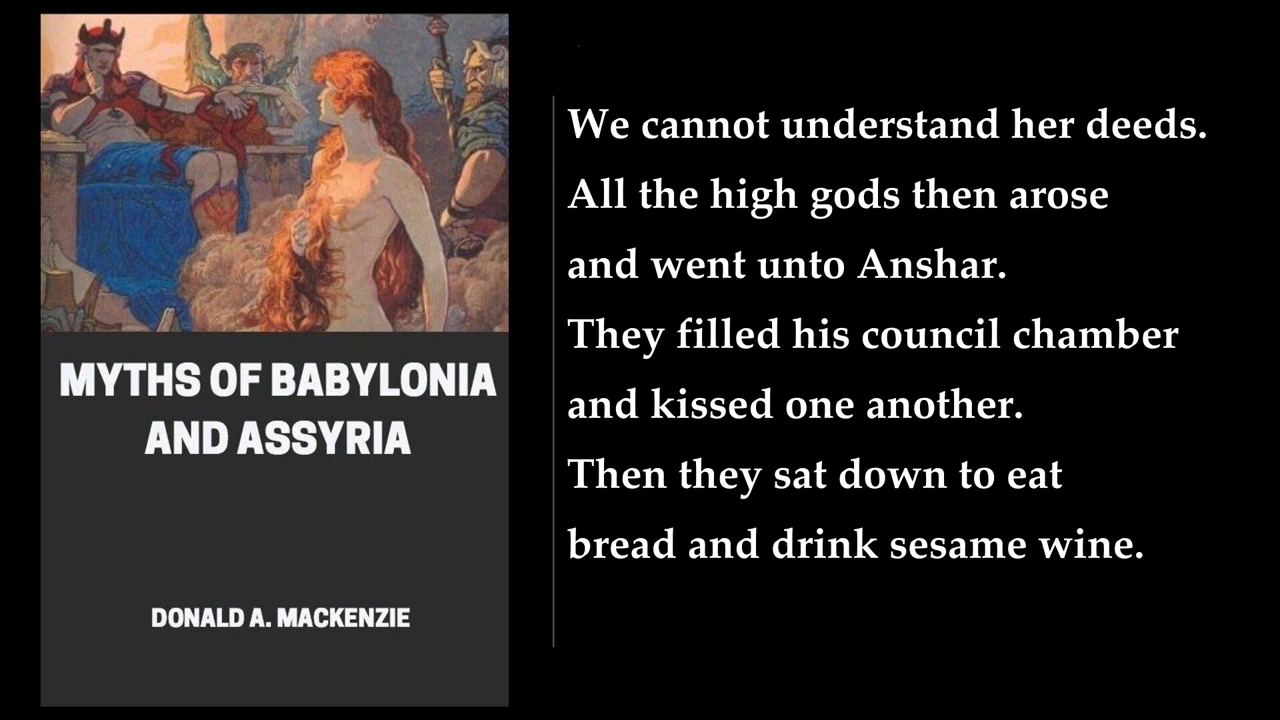 MYTHS OF BABYLONIA
AND ASSYRIA
DONALD A. MACKENZIE
We cannot understand her deeds.
All the high gods then arose
and went unto Anshar.
They filled his council chamber
and kissed one another.
Then they sat down to eat
bread and drink sesame wine.